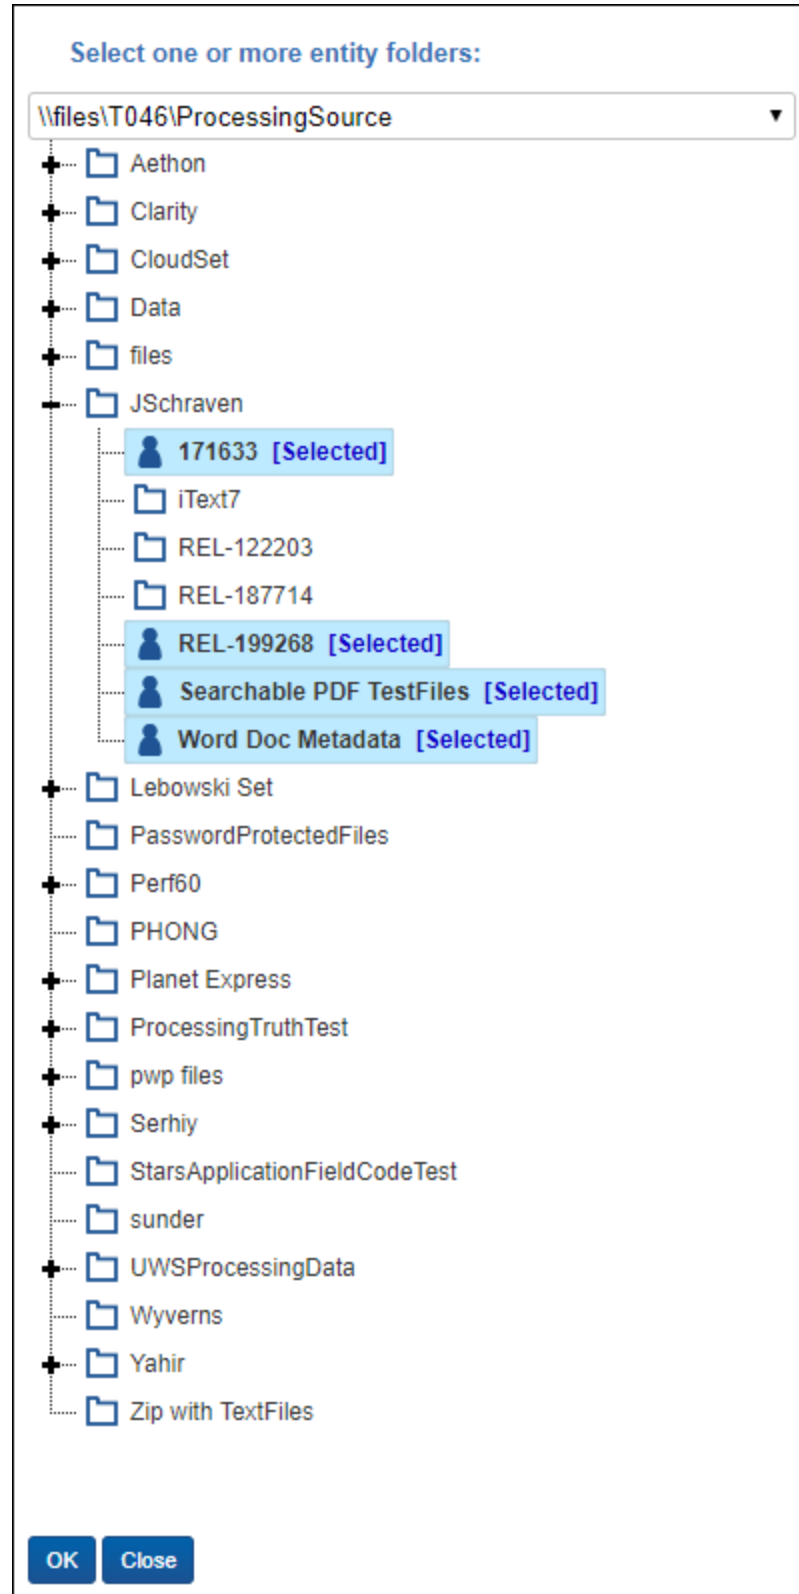 Select one or more entity folders:
\\files\T046\ProcessingSource
Aethon
Clarity
CloudSet
Data
files
JSchraven
171633 [Selected]
iText7
REL-122203
REL-187714
REL-199268 [Selected]
Searchable PDF TestFiles [Selected]
Word Doc Metadata [Selected]
Lebowski Set
PasswordProtectedFiles
Perf60
PHONG
Planet Express
ProcessingTruthTest
pwp files
Serhiy
StarsApplicationFieldCodeTest
sunder
UWSProcessingData
Wyverns
Yahir
Zip with TextFiles
OK Close